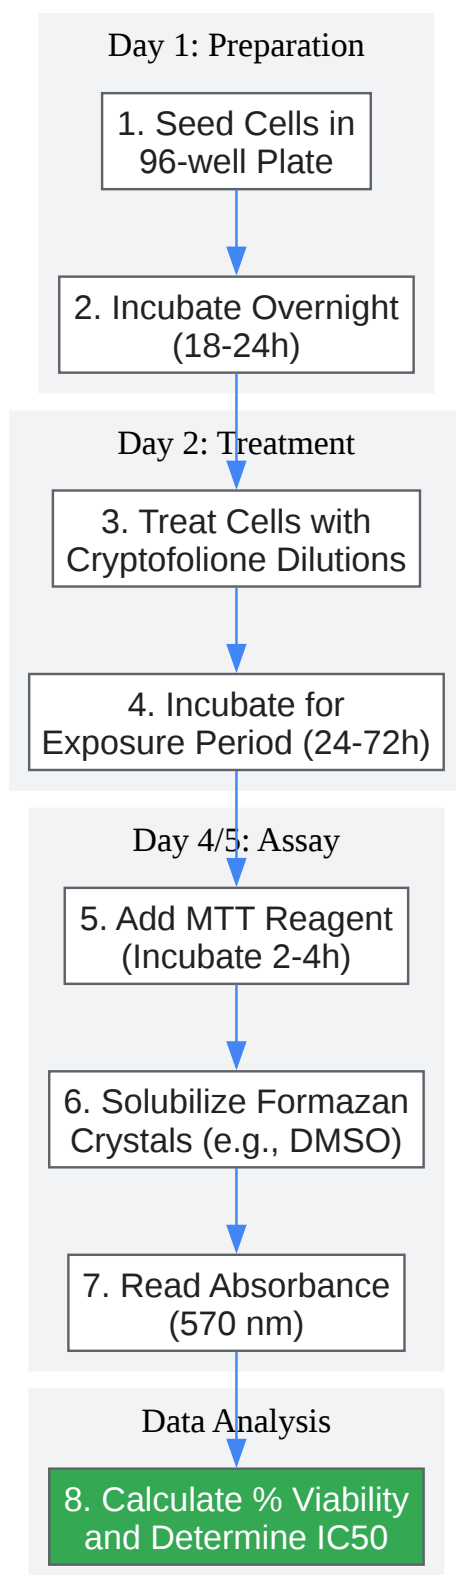 Day 1: Preparation
1. Seed Cells in
96-well Plate
2. Incubate Overnight
(18-24h)
Day 2: Treatment
3. Treat Cells with
Cryptofolione Dilutions
4. Incubate for
Exposure Period (24-72h)
Day 4/5: Assay
5. Add MTT Reagent
(Incubate 2-4h)
6. Solubilize Formazan
Crystals (e.g., DMSO)
7. Read Absorbance
(570 nm)
Data Analysis
8. Calculate % Viability
and Determine IC50